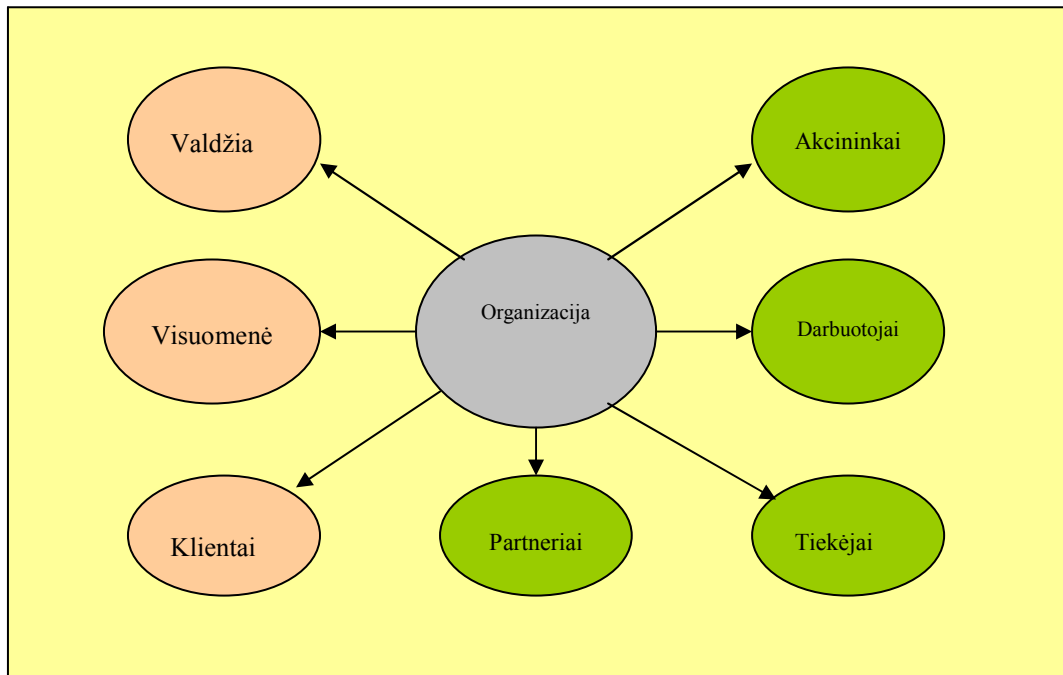 Valdžia
Akcininkai
Organizacija
Visuomenė
Darbuotojai
Klientai
Partneriai
Tiekėjai